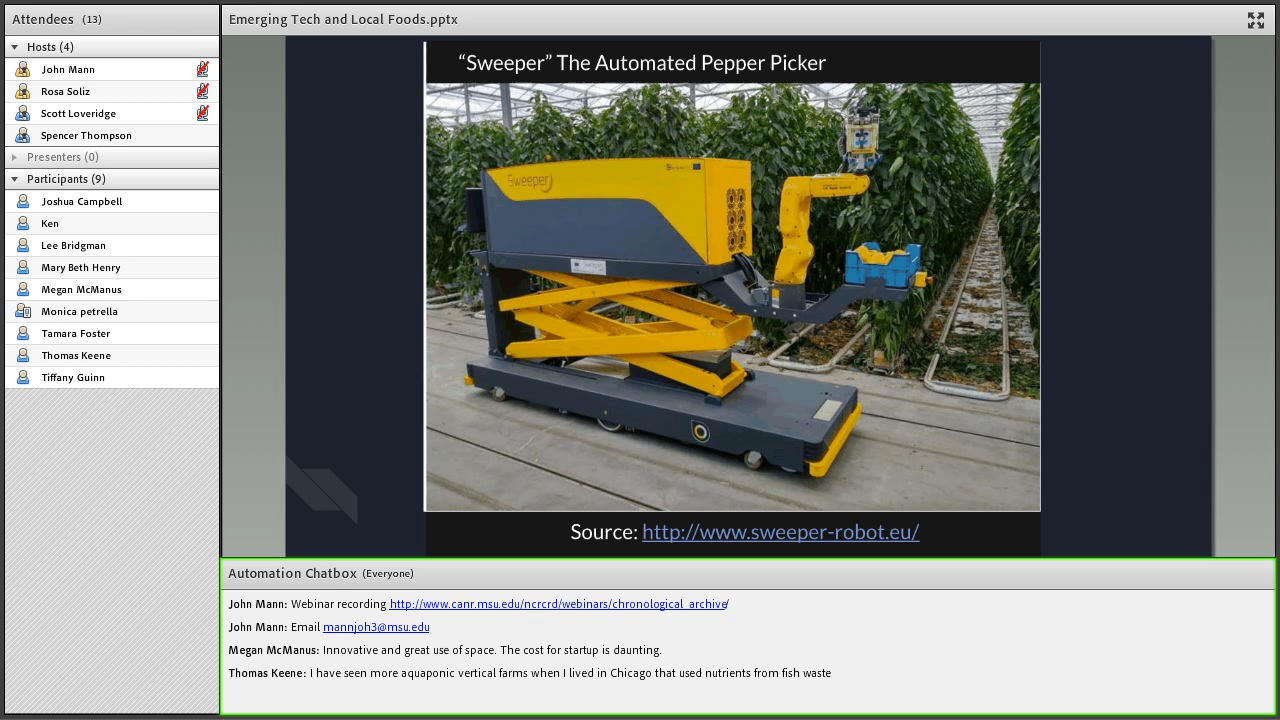 Attendees (13)
Hosts (4)
John Mann
Rosa Soliz
Scott Loveridge
Spencer Thompson
Presenters (0)
Participants (9)
Joshua Campbell
Ken
Lee Bridgman
Mary Beth Henry
Megan McManus
Monica petrella
Tamara Foster
Thomas Keene
Tiffany Guinn
Emerging Tech and Local Foods.pptx
“Sweeper” The Automated Pepper Picker
Sweeper
Source: http://www.sweeper-robot.eu/
Automation Chatbox (Everyone)
John Mann: Webinar recording http://www.canr.msu.edu/ncrcrd/webinars/chronological_archive/
John Mann: Email mannjoh3@msu.edu
Megan McManus: Innovative and great use of space. The cost for startup is daunting.
Thomas Keene: I have seen more aquaponic vertical farms when I lived in Chicago that used nutrients from fish waste